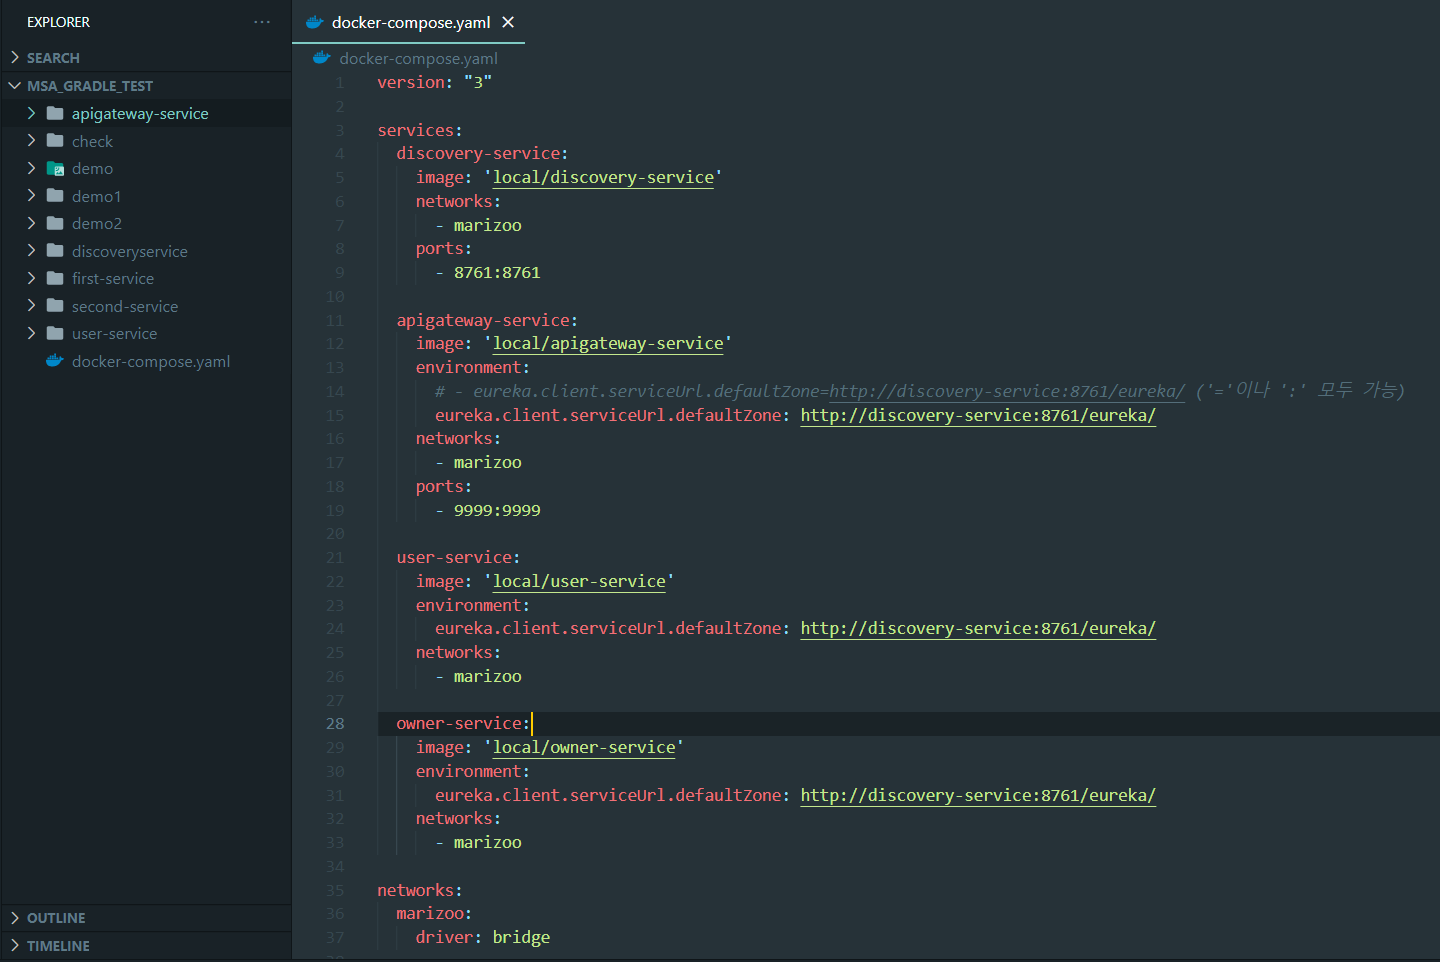 EXPLORER
SEARCH
MSA_GRADLE_TEST
apigateway-service
check
demo
demo1
demo2
discoveryservice
first-service
second-service
user-service
docker-compose.yaml
OUTLINE
TIMELINE
docker-compose.yaml
docker-compose.yaml
1 version: "3"
2
3 services:
4 discovery-service:
5 image: 'local/discovery-service'
6 networks:
7 - marizoo
8 ports:
9 - 8761:8761
10
11 apigateway-service:
12 image: 'local/apigateway-service'
13 environment:
14 # - eureka.client.serviceUrl.defaultZone=http://discovery-service:8761/eureka/ ('='이나 ':' 모두 가능)
15 eureka.client.serviceUrl.defaultZone: http://discovery-service:8761/eureka/
16 networks:
17 - marizoo
18 ports:
19 - 9999:9999
20
21 user-service:
22 image: 'local/user-service'
23 environment:
24 eureka.client.serviceUrl.defaultZone: http://discovery-service:8761/eureka/
25 networks:
26 - marizoo
27
28 owner-service:
29 image: 'local/owner-service'
30 environment:
31 eureka.client.serviceUrl.defaultZone: http://discovery-service:8761/eureka/
32 networks:
33 - marizoo
34
35 networks:
36 marizoo:
37 driver: bridge